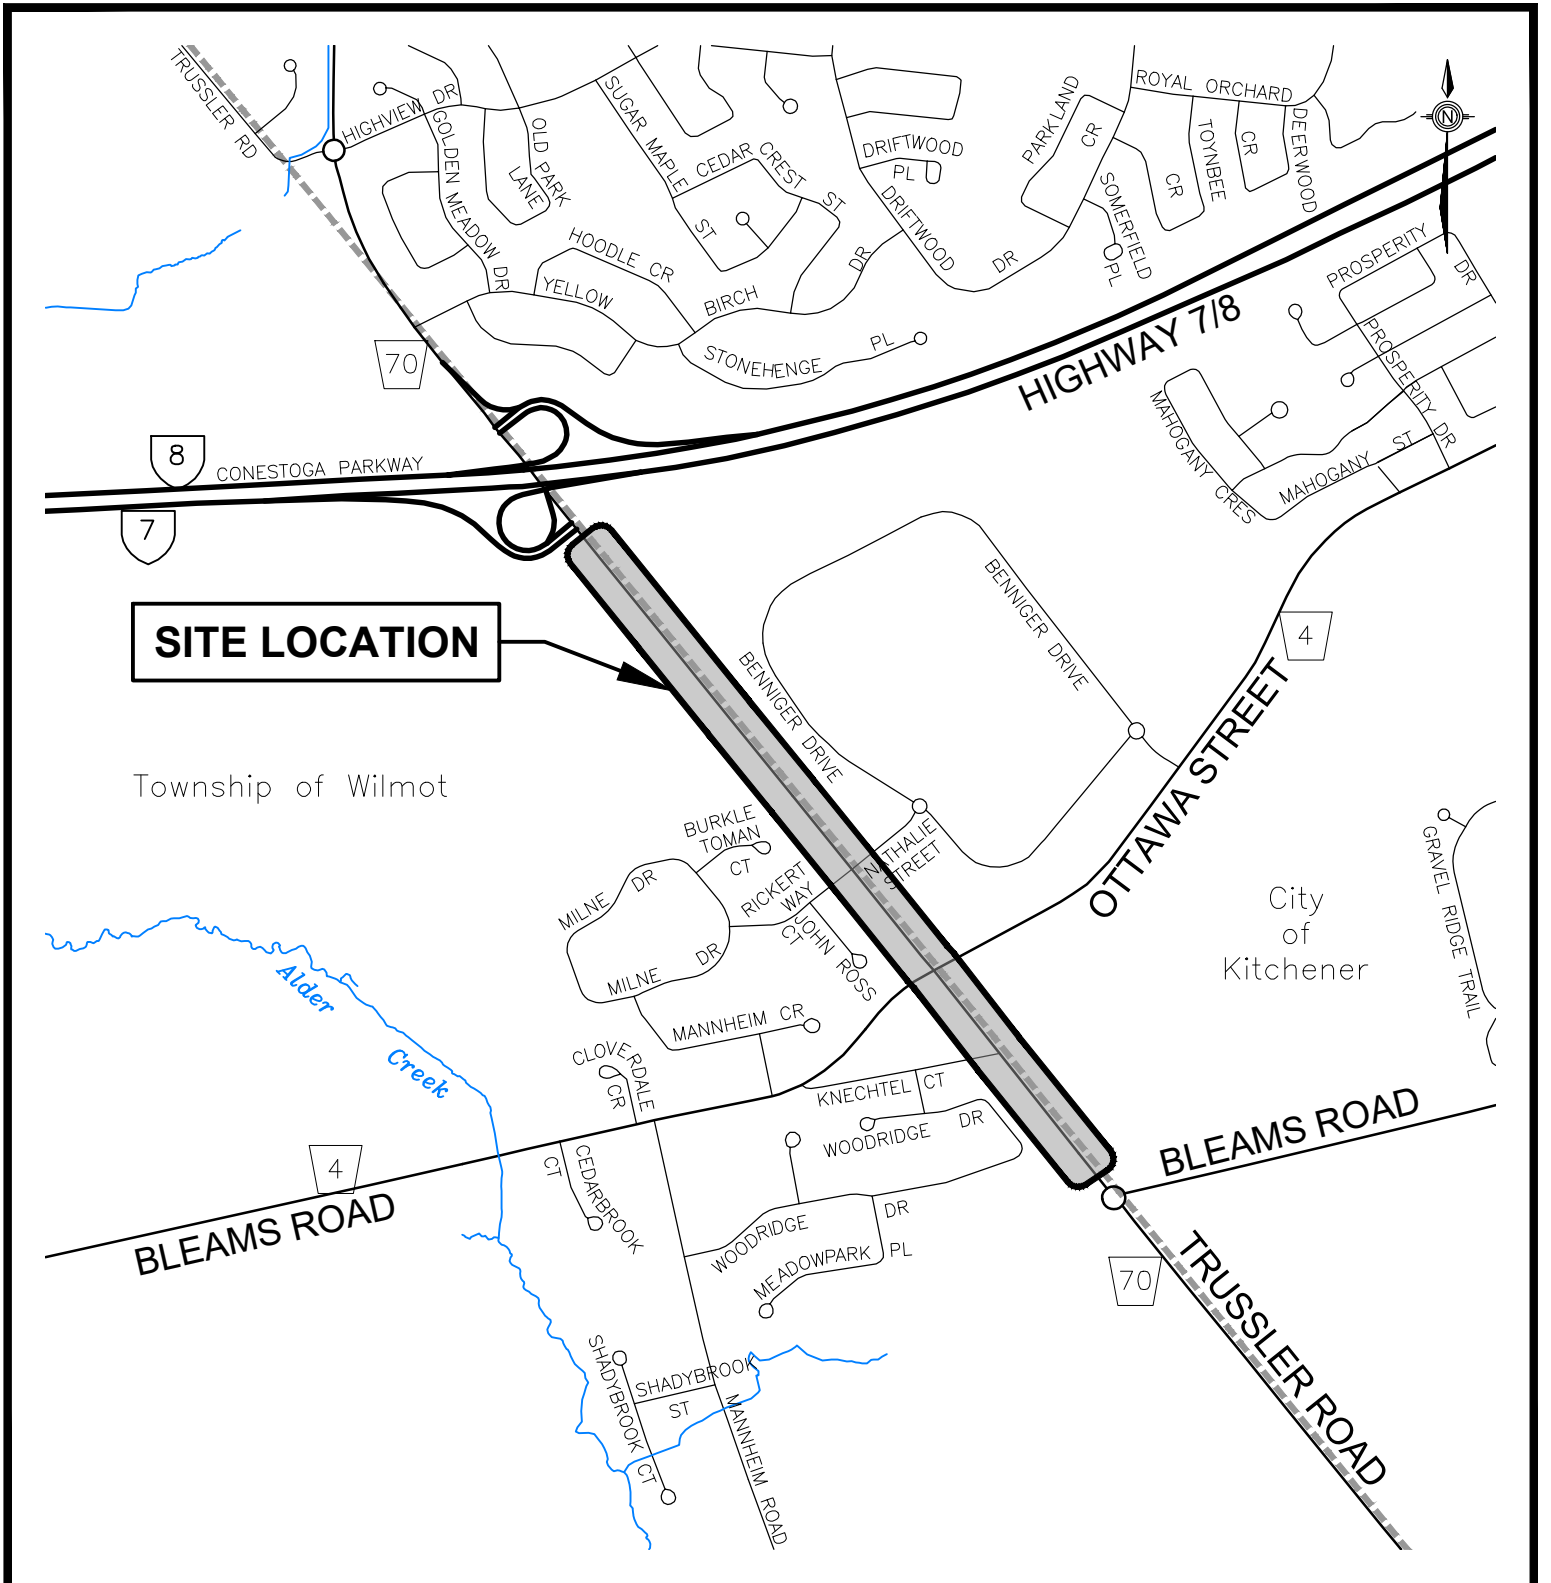 TRUSSLER RD
HIGHVIEW DR
GOLDEN MEADOW DR
OLD PARK
LANE
SUGAR MAPLE
ST
CEDAR CREST ST
DRIFTWOOD
PL
DRIFTWOOD DR
PARKLAND
CR
ROYAL ORCHARD
SOMERFIELD
PL
CR
TOYNBEE
CR
DEERWOOD
N
HOODLE CR
YELLOW BIRCH DR
STONEHENGE PL
PROSPERITY DR
PROSPERITY DR
HIGHWAY 7/8
70
8
CONESTOGA PARKWAY
7
MAHOGANY CRES
MAHOGANY ST
BENNIGER DRIVE
BENNIGER DRIVE
4
OTTAWA STREET
SITE LOCATION
Township of Wilmot
BURKLE
TOMAN
CT
RICKERT
WAY
NATHALIE
STREET
JOHN ROSS
CT
MILNE DR
MILNE DR
MANNHEIM CR
City
of
Kitchener
GRAVEL RIDGE TRAIL
Alder
Creek
CLOVERDALE
CR
KNECHTEL CT
WOODRIDGE DR
CEDARBROOK
CT
4
BLEAMS ROAD
BLEAMS ROAD
WOODRIDGE DR
MEADOWPARK PL
70
TRUSSLER ROAD
SHADYBROOK CT
SHADYBROOK
ST
MANNHEIM ROAD